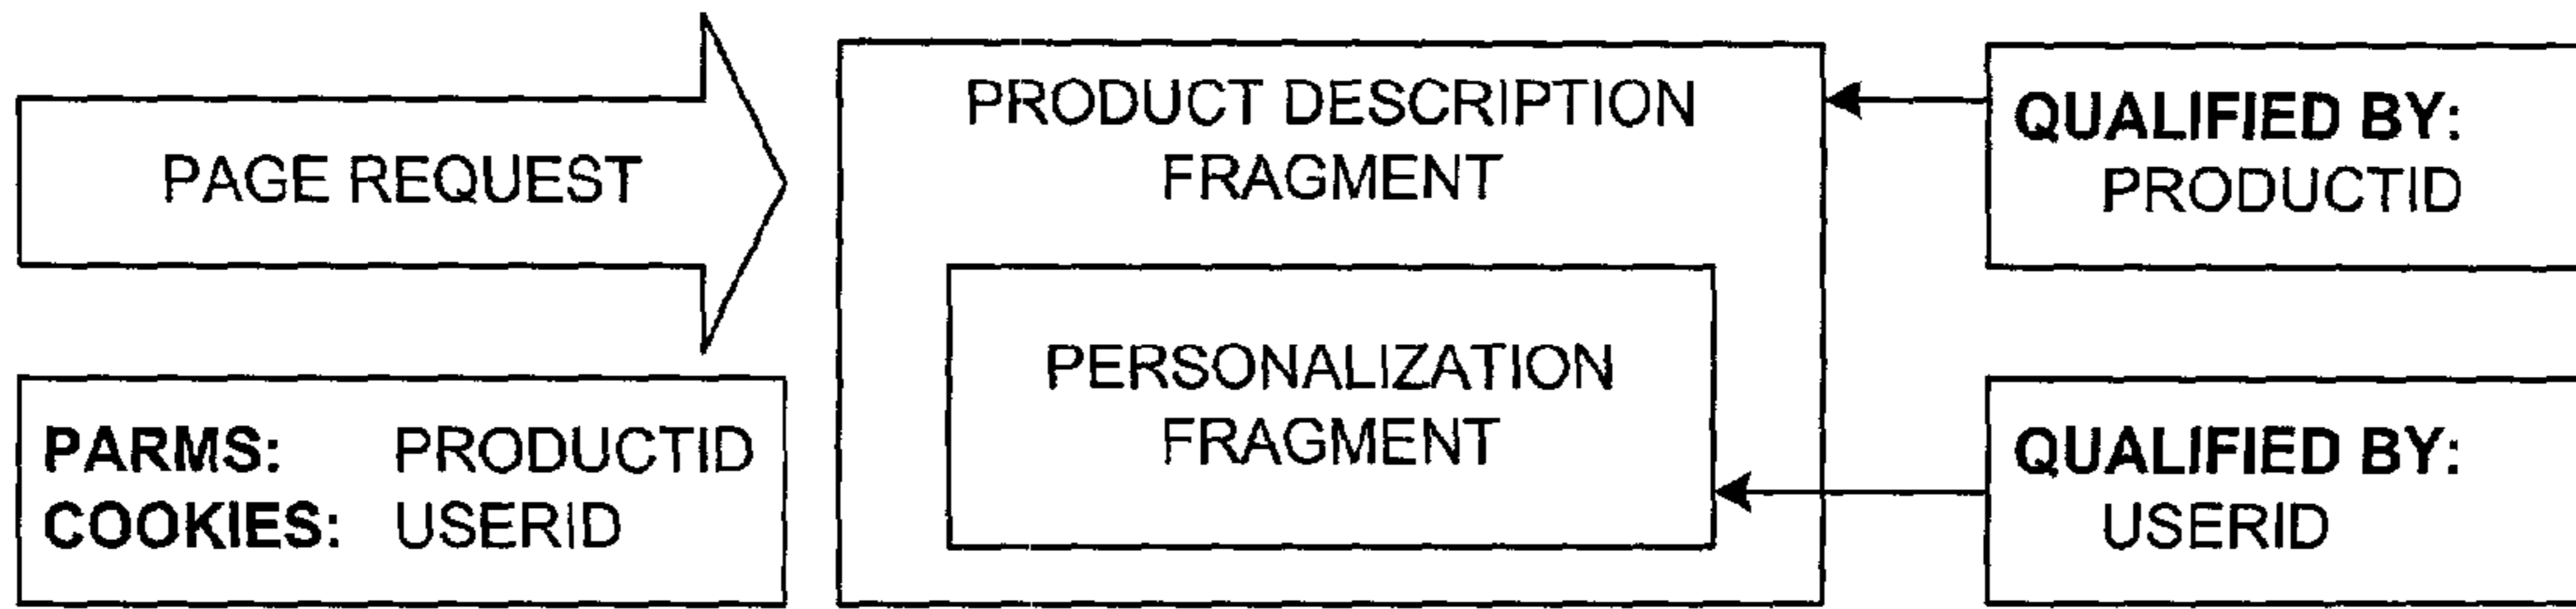 PAGE REQUEST
PARMS: PRODUCTID
COOKIES: USERID
PRODUCT DESCRIPTION
FRAGMENT
PERSONALIZATION
FRAGMENT
QUALIFIED BY:
PRODUCTID
QUALIFIED BY:
USERID